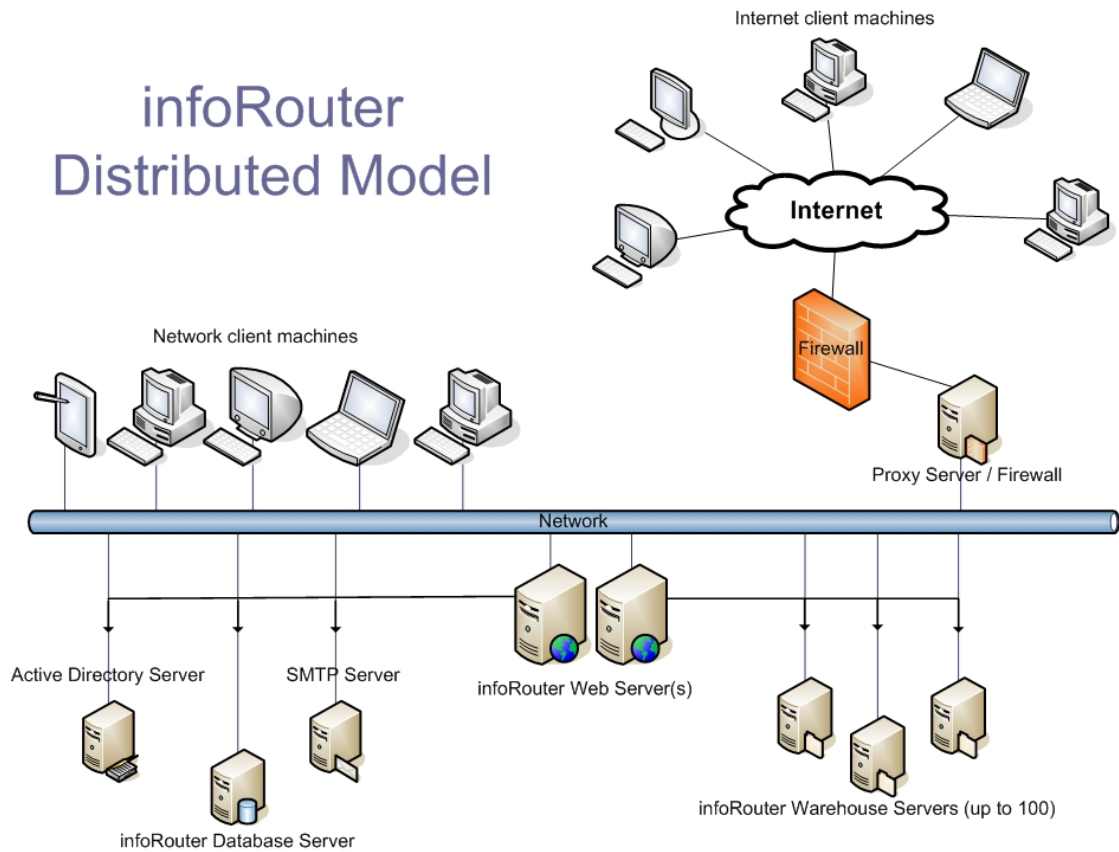 Internet client machines
infoRouter
Distributed Model
Internet
Firewall
Network client machines
Proxy Server / Firewall
Network
Active Directory Server
SMTP Server
infoRouter Web Server(s)
infoRouter Warehouse Servers (up to 100)
infoRouter Database Server